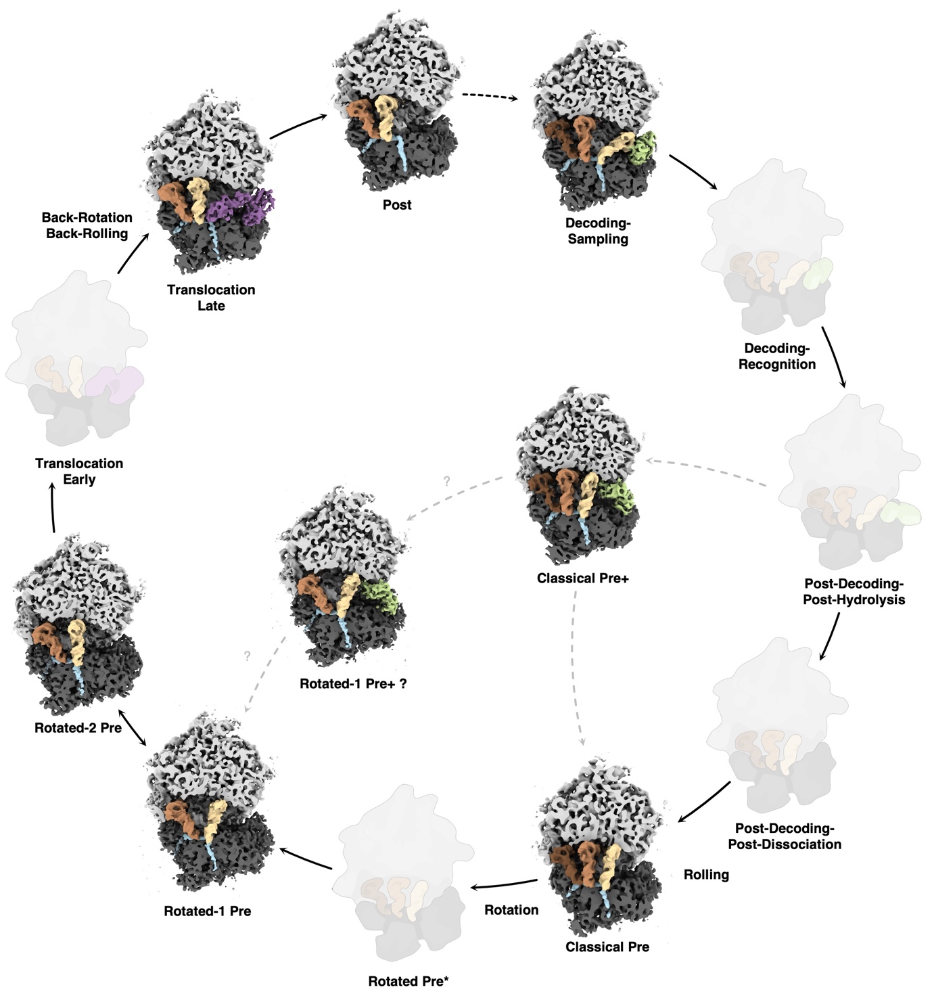 Post
Decoding-
Sampling
Back-Rotation
Back-Rolling
Translocation
Late
Decoding-
Recognition
Translocation
Early
?
Classical Pre+
Post-Decoding-
Post-Hydrolysis
?
Rotated-1 Pre+ ?
Rotated-2 Pre
Post-Decoding-
Post-Dissociation
Rolling
Rotation
Rotated-1 Pre
Classical Pre
Rotated Pre*